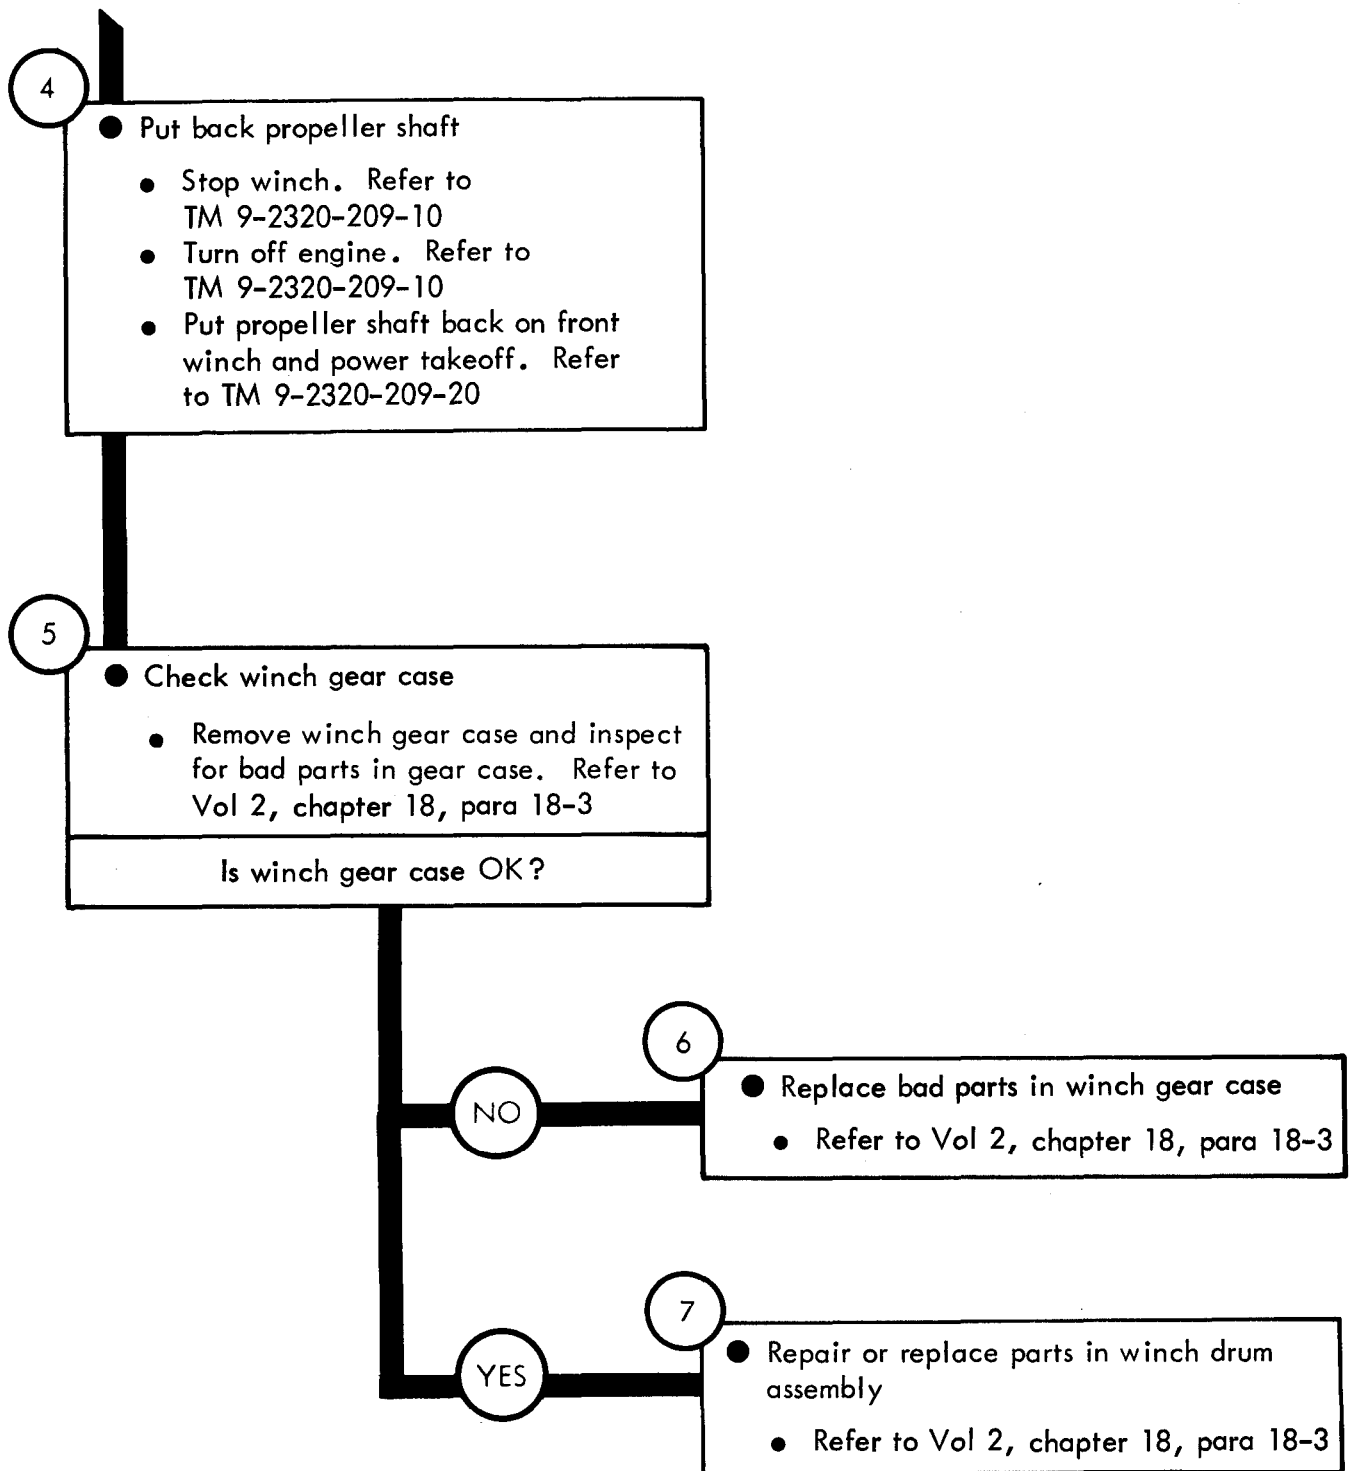 4
● Put back propeller shaft
● Stop winch. Refer to
TM 9-2320-209-10
● Turn off engine. Refer to
TM 9-2320-209-10
● Put propeller shaft back on front
winch and power takeoff. Refer
to TM 9-2320-209-20
5
● Check winch gear case
● Remove winch gear case and inspect
for bad parts in gear case. Refer to
Vol 2, chapter 18, para 18-3
Is winch gear case OK?
6
NO
● Replace bad parts in winch gear case
● Refer to Vol 2, chapter 18, para 18-3
7
YES
● Repair or replace parts in winch drum
assembly
● Refer to Vol 2, chapter 18, para 18-3